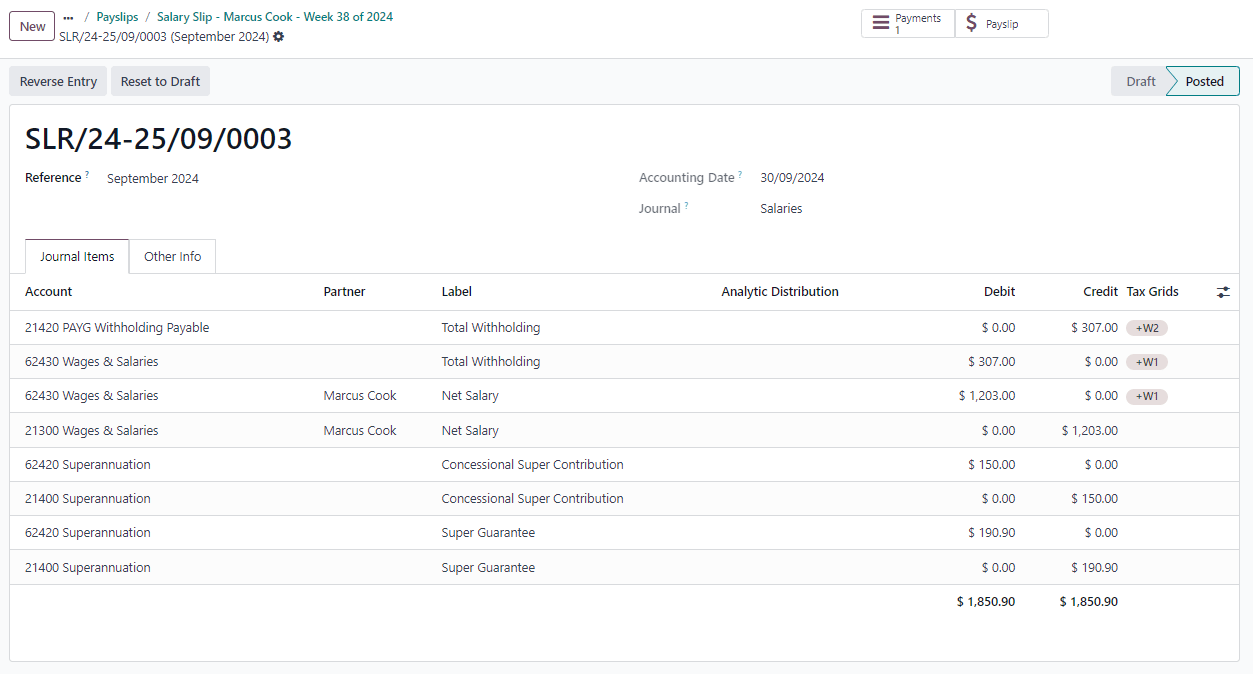 New
... / Payslips / Salary Slip - Marcus Cook - Week 38 of 2024
SLR/24-25/09/0003 (September 2024)
Payments
1
$ Payslip
Reverse Entry Reset to Draft
Draft Posted
SLR/24-25/09/0003
Reference ? September 2024
Accounting Date ? 30/09/2024
Journal ? Salaries
Journal Items Other Info
Account Partner Label Analytic Distribution Debit Credit Tax Grids
21420 PAYG Withholding Payable Total Withholding $ 0.00 $ 307.00 +W2
62430 Wages & Salaries Total Withholding $ 307.00 $ 0.00 +W1
62430 Wages & Salaries Marcus Cook Net Salary $ 1,203.00 $ 0.00 +W1
21300 Wages & Salaries Marcus Cook Net Salary $ 0.00 $ 1,203.00
62420 Superannuation Concessional Super Contribution $ 150.00 $ 0.00
21400 Superannuation Concessional Super Contribution $ 0.00 $ 150.00
62420 Superannuation Super Guarantee $ 190.90 $ 0.00
21400 Superannuation Super Guarantee $ 0.00 $ 190.90
$ 1,850.90 $ 1,850.90